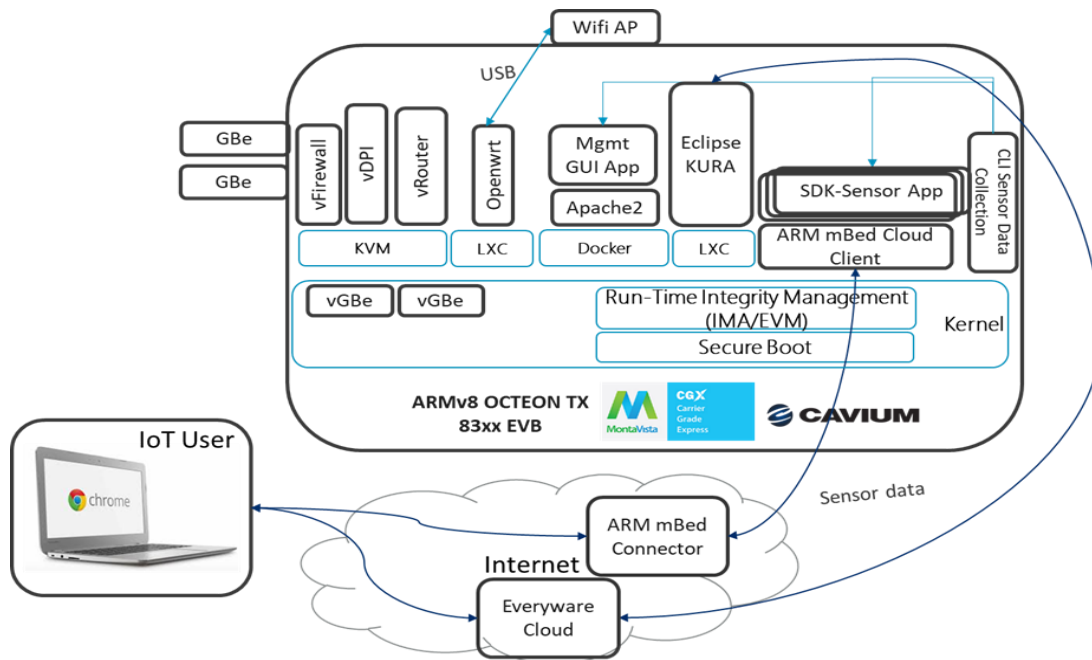 Wifi AP
USB
GBe
GBe
vFirewall
vDPI
vRouter
Openwrt
Mgmt
GUI App
Apache2
Eclipse
KURA
SDK-Sensor App
ARM mBed Cloud
Client
CLI Sensor Data
Collection
KVM
LXC
Docker
LXC
vGBe
vGBe
Run-Time Integrity Management
(IMA/EVM)
Secure Boot
Kernel
ARMv8 OCTEON TX
83xx EVB
MontaVista
CGX
Carrier
Grade
Express
CAVIUM
IoT User
chrome
Sensor data
ARM mBed
Connector
Internet
Everyware
Cloud